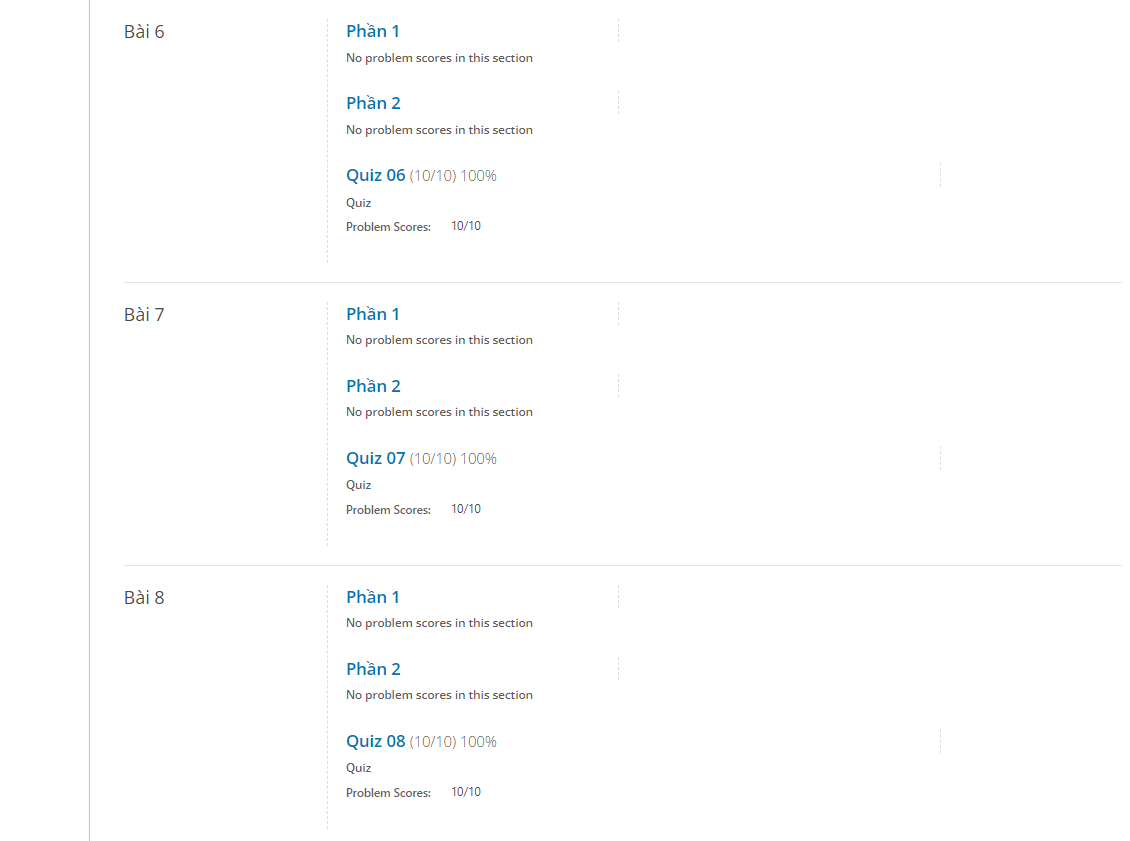 Bài 6
Phần 1
No problem scores in this section
Phần 2
No problem scores in this section
Quiz 06 (10/10) 100%
Quiz
Problem Scores: 10/10
Bài 7
Phần 1
No problem scores in this section
Phần 2
No problem scores in this section
Quiz 07 (10/10) 100%
Quiz
Problem Scores: 10/10
Bài 8
Phần 1
No problem scores in this section
Phần 2
No problem scores in this section
Quiz 08 (10/10) 100%
Quiz
Problem Scores: 10/10